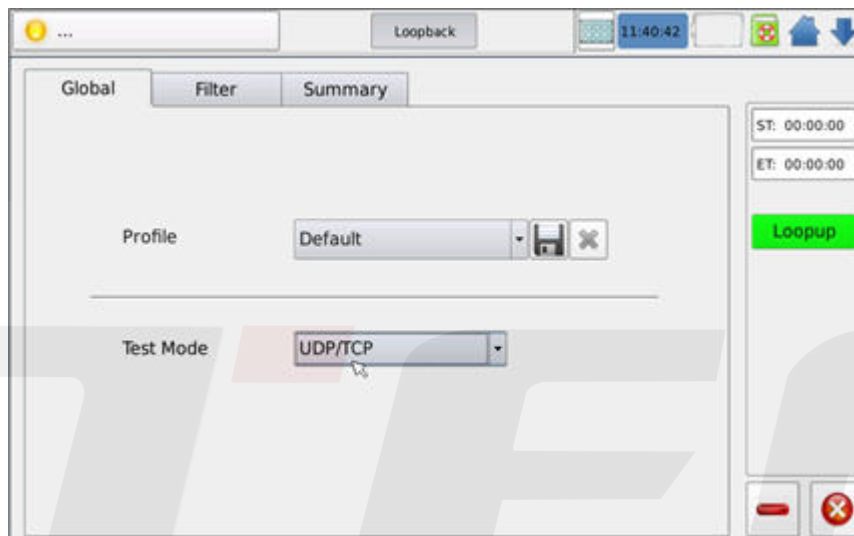 ...
Loopback
11:40:42
Global
Filter
Summary
ST: 00:00:00
ET: 00:00:00
Profile
Default
Loopup
Test Mode
UDP/TCP